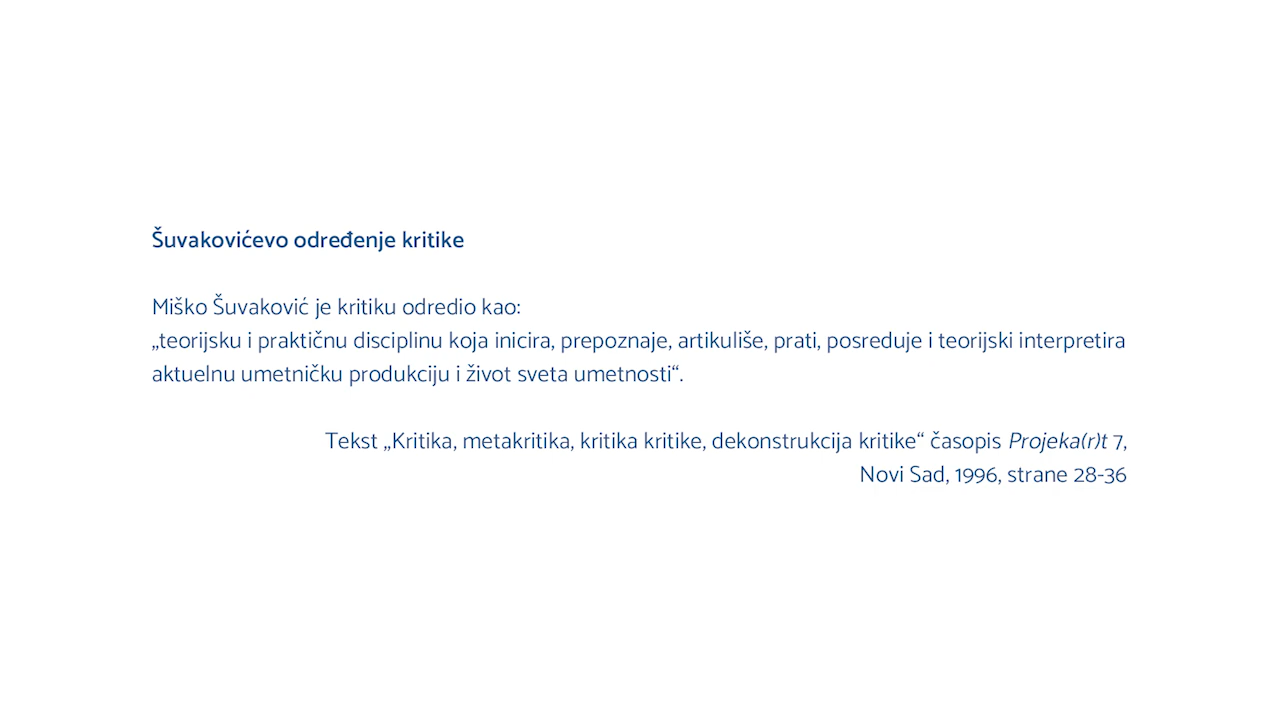 Šuvakovićevo određenje kritike
Miško Šuvaković je kritiku odredio kao:
„teorijsku i praktičnu disciplinu koja inicira, prepoznaje, artikuliše, prati, posreduje i teorijski interpretira
aktuelnu umetničku produkciju i život sveta umetnosti“.
Tekst „Kritika, metakritika, kritika kritike, dekonstrukcija kritike“ časopis Projeka(r)t 7,
Novi Sad, 1996, strane 28-36